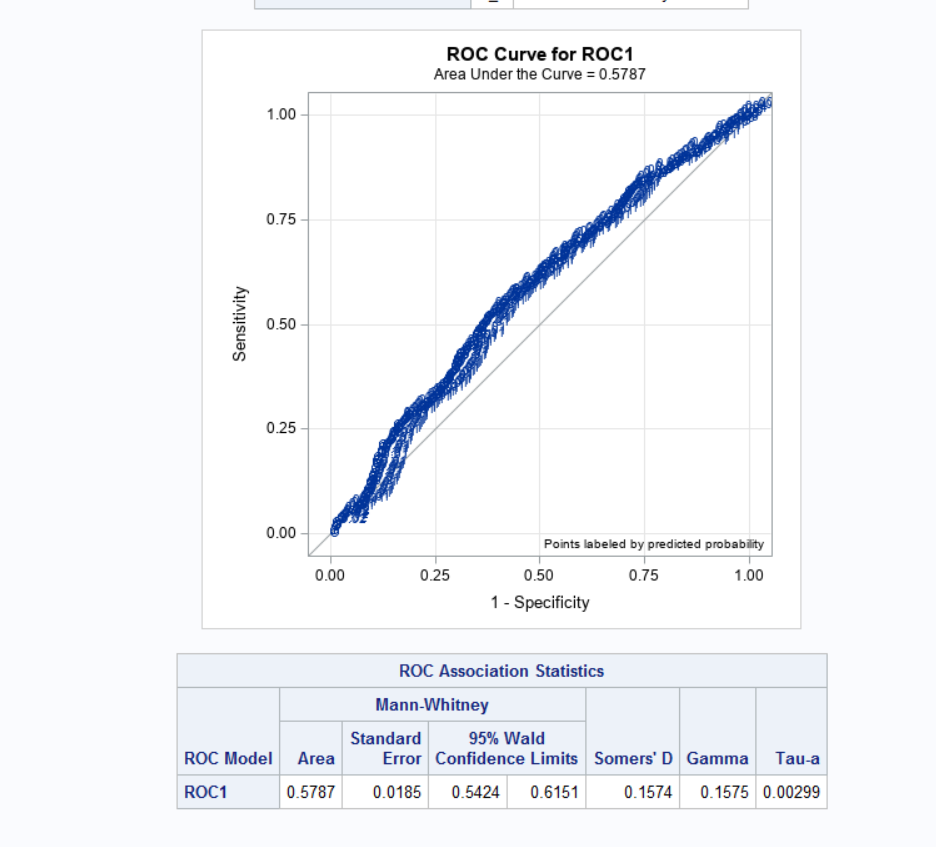 ROC Curve for ROC1
Area Under the Curve = 0.5787
1.00
0.75
0.50
0.25
0.00
Sensitivity
Points labeled by predicted probability
0.00 0.25 0.50 0.75 1.00
1 - Specificity
ROC Association Statistics
Mann-Whitney
ROC Model Area Standard Error 95% Wald Confidence Limits Somers' D Gamma Tau-a
ROC1 0.5787 0.0185 0.5424 0.6151 0.1574 0.1575 0.00299